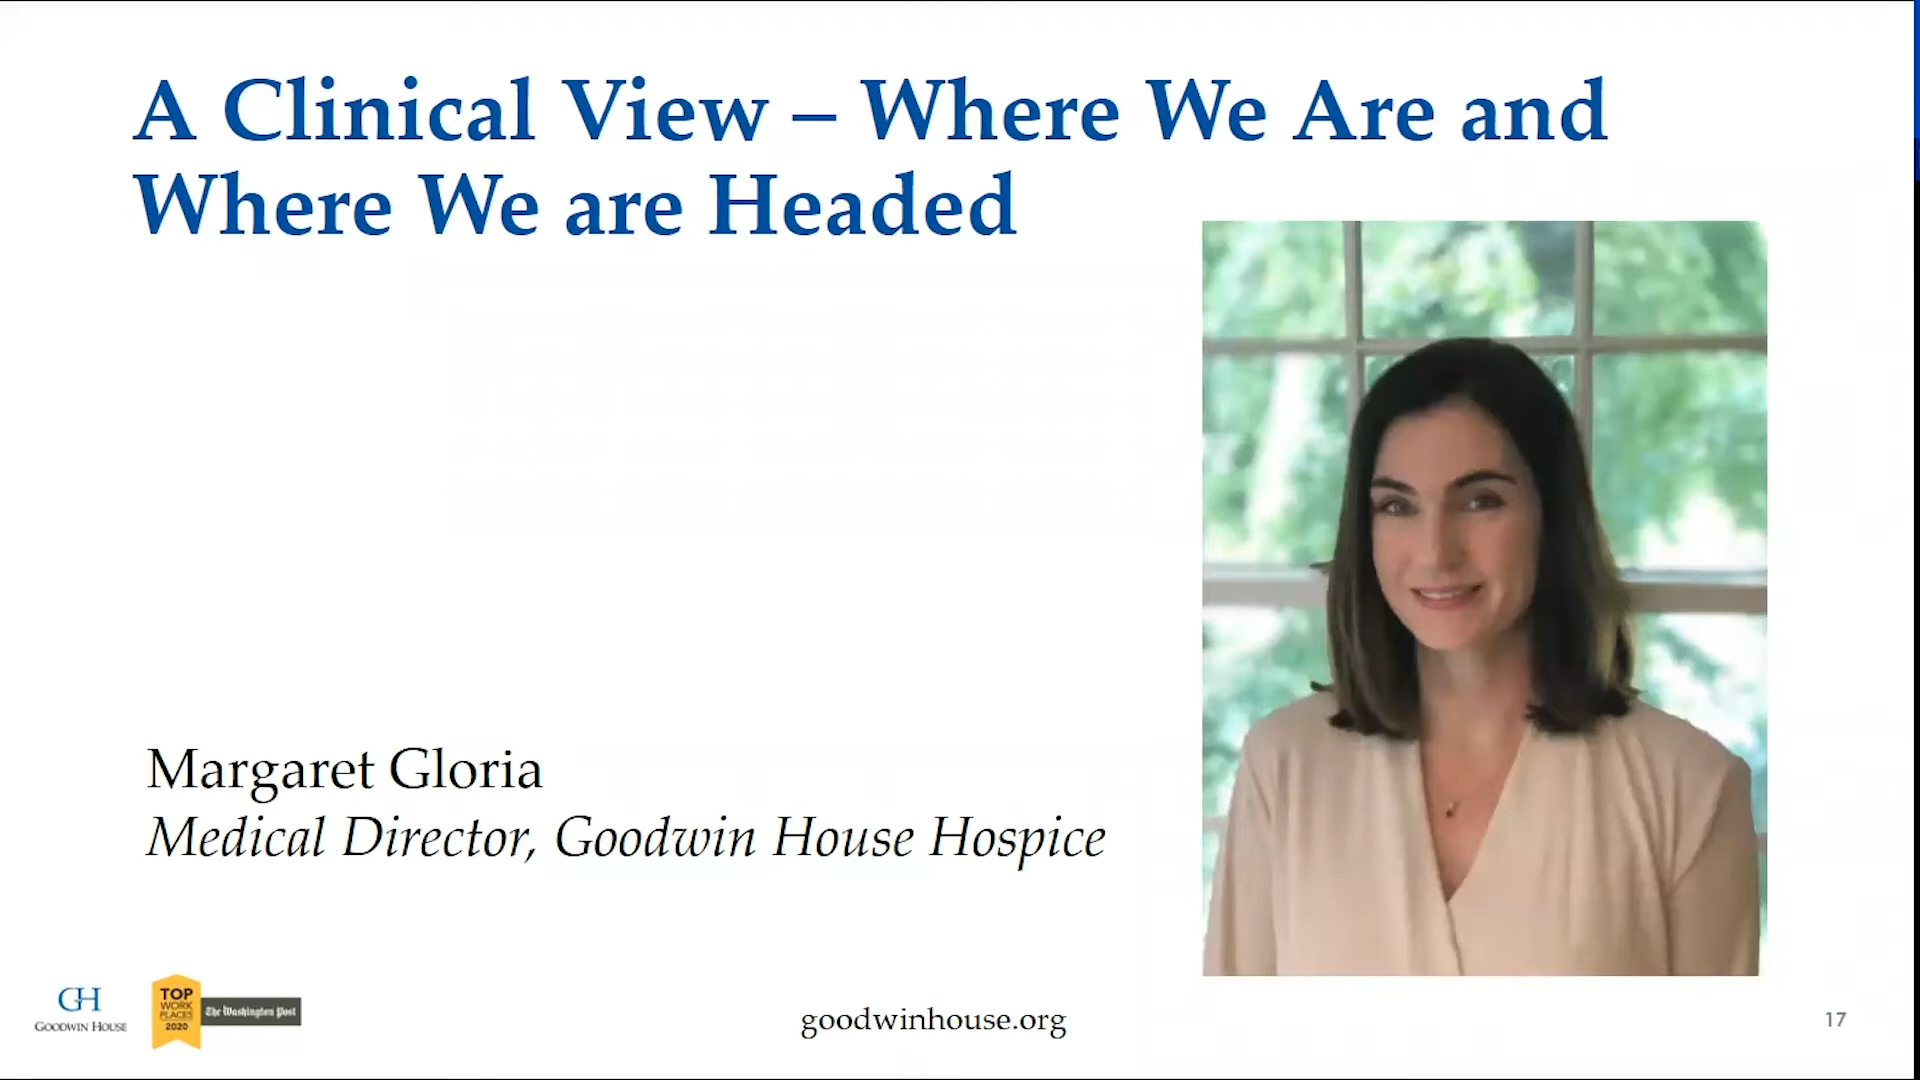 A Clinical View – Where We Are and
Where We are Headed
Margaret Gloria
Medical Director, Goodwin House Hospice
GH
GOODWIN HOUSE
TOP
WORK
PLACES
2020
The Washington Post
goodwinhouse.org
17